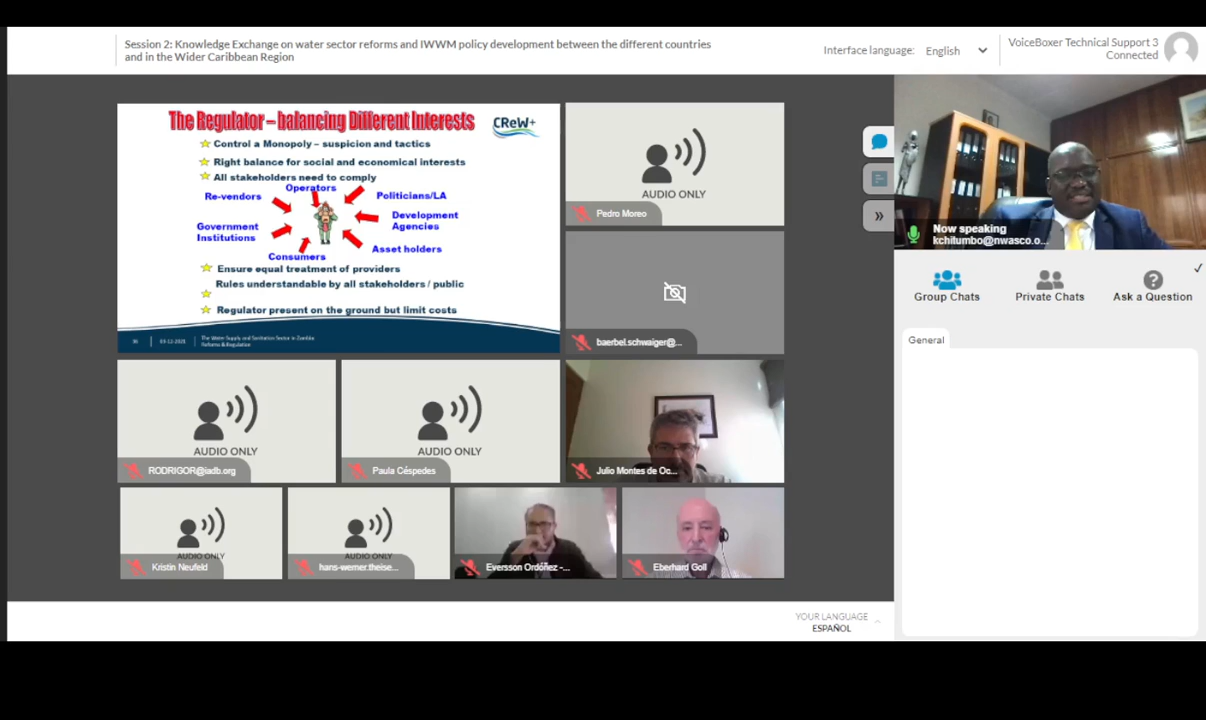 Session 2: Knowledge Exchange on water sector reforms and IWWM policy development between the different countries
and in the Wider Caribbean Region
Interface language: English
VoiceBoxer Technical Support 3
Connected
The Regulator – balancing Different Interests
CReW+
Control a Monopoly – suspicion and tactics
Right balance for social and economical interests
All stakeholders need to comply
Operators
Re-vendors
Politicians/LA
Development
Agencies
Government
Institutions
Asset holders
Consumers
Ensure equal treatment of providers
Rules understandable by all stakeholders / public
Regulator present on the ground but limit costs
36 03-12-2021 The Water Supply and Sanitation Sector in Zambia
Reforms & Regulation
AUDIO ONLY
Pedro Moreo
baerbel.schwaiger@...
AUDIO ONLY
RODRIGOR@iadb.org
AUDIO ONLY
Paula Céspedes
Julio Montes de Oc...
AUDIO ONLY
Kristin Neufeld
AUDIO ONLY
hans-werner.theise...
Eversson Ordóñez -...
Eberhard Goll
Now speaking
kchitumbo@nwasco.o...
Group Chats
Private Chats
Ask a Question
General
YOUR LANGUAGE
ESPAÑOL